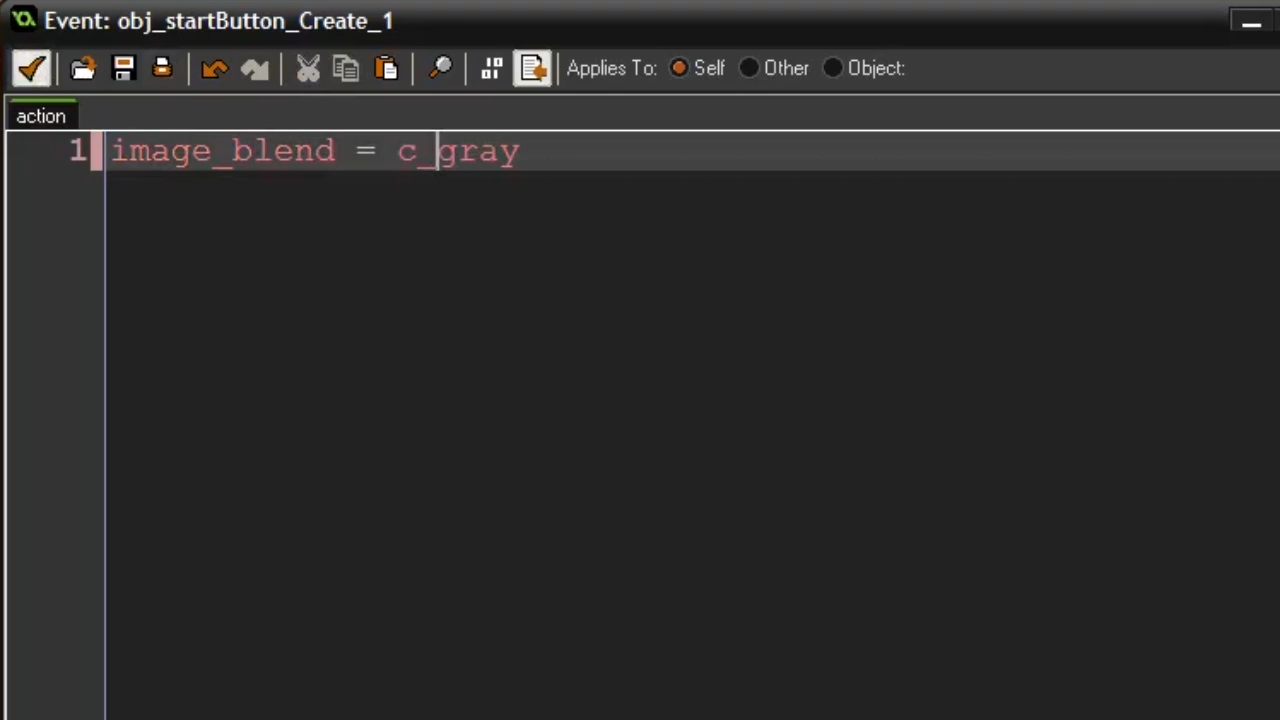 Event: obj_startButton_Create_1
Applies To: Self Other Object:
action
1 image_blend = c_gray